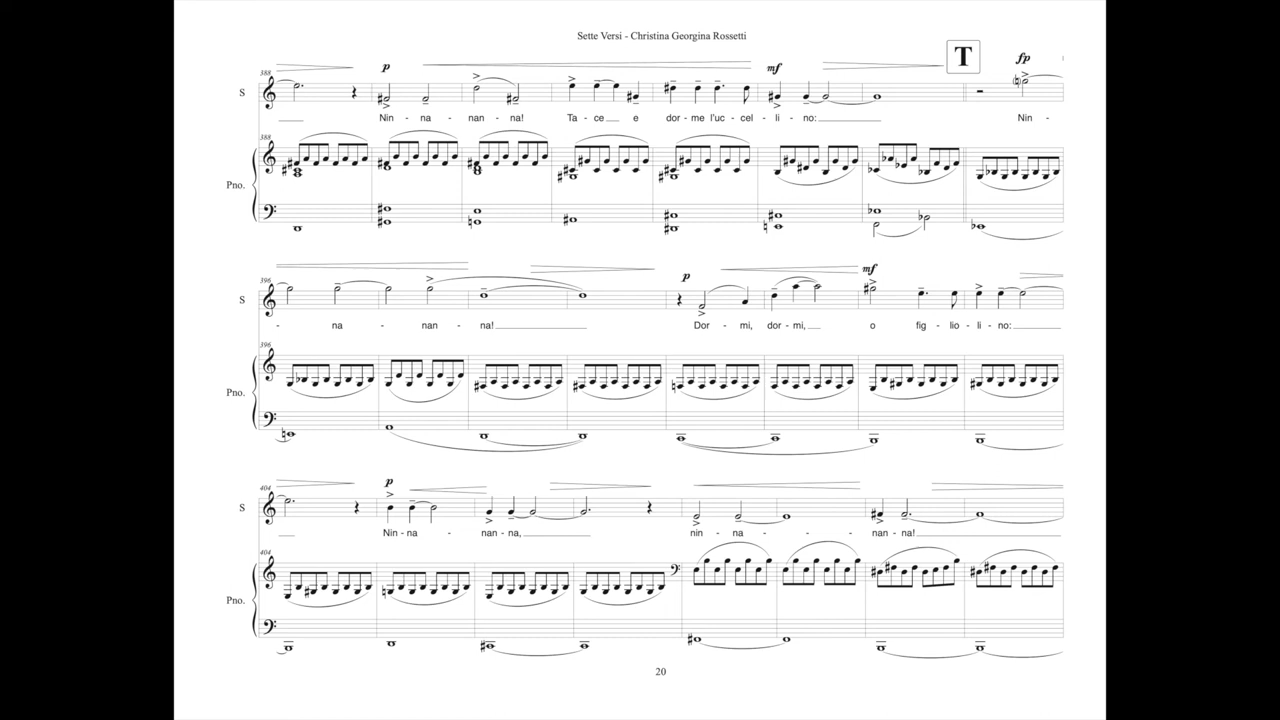 Sette Versi - Christina Georgina Rossetti
T
p mf fp
388
S
Nin - na - nan - na! Ta - ce e dor - me l'uc - cel - li - no: Nin -
388
Pno.
p mf
396
S
- na - nan - na! Dor - mi, dor - mi, o fig - lio - li - no:
396
Pno.
p
404
S
Nin - na - nan - na, nin - na - nan - na!
404
Pno.
20